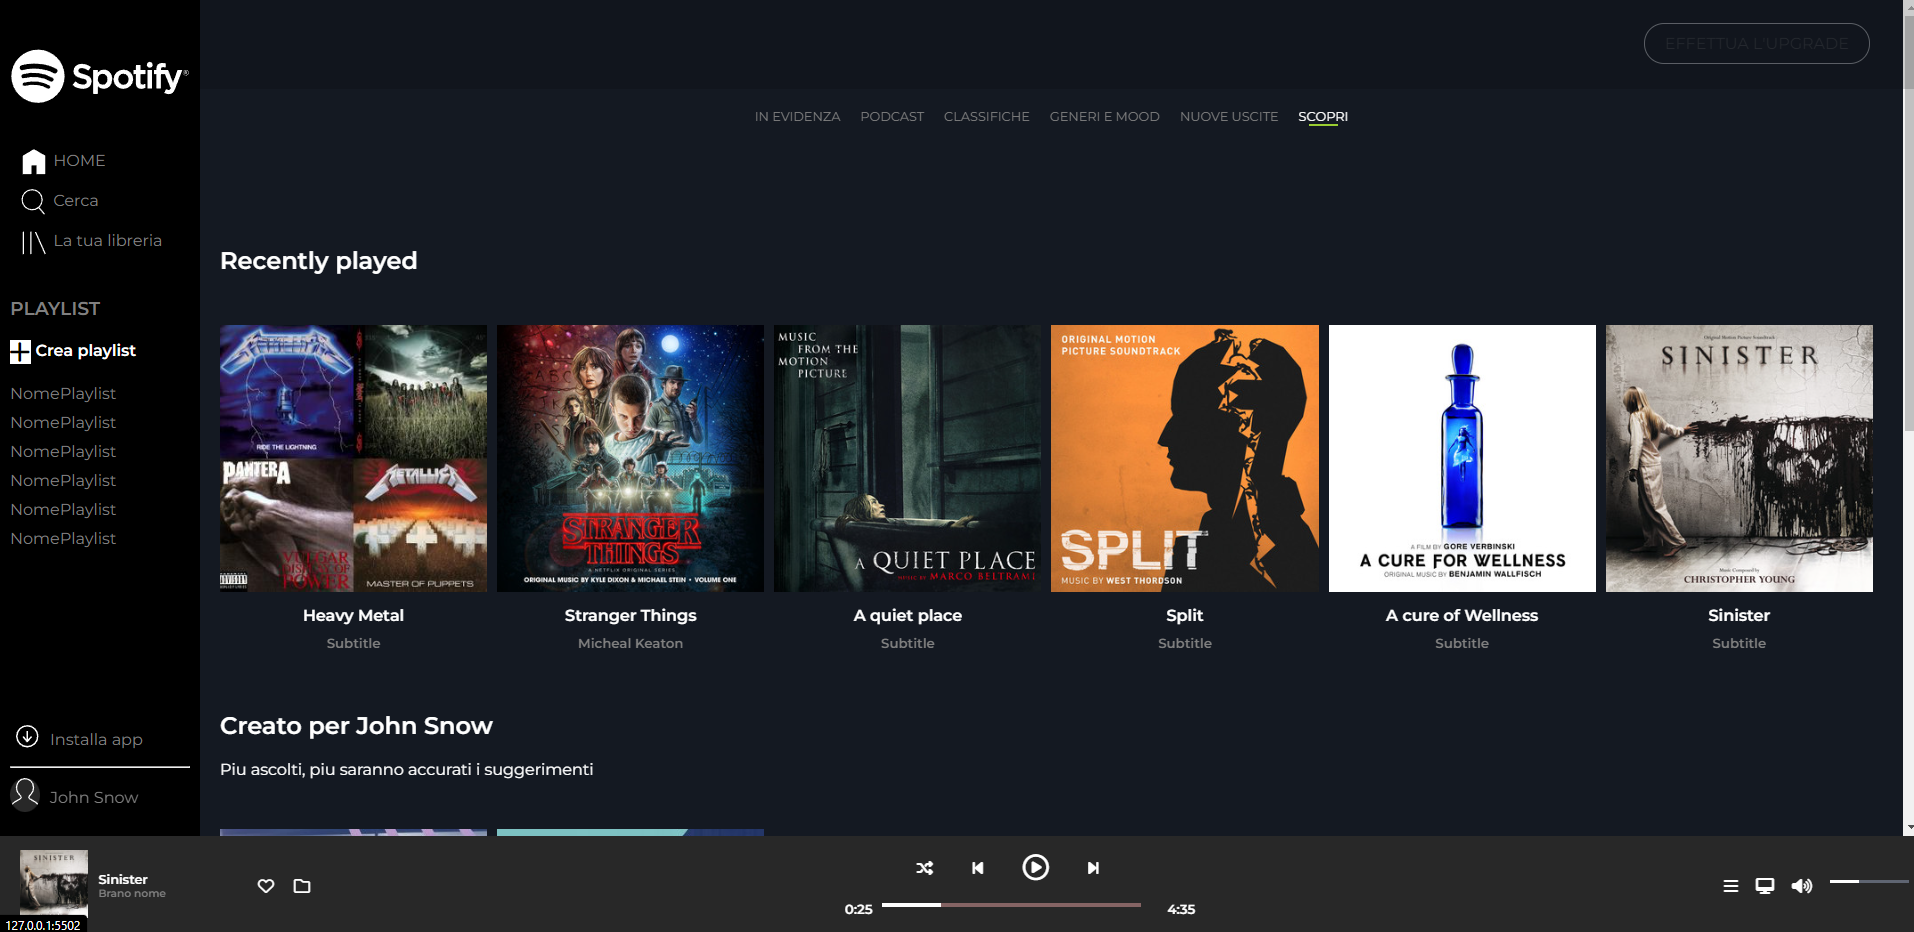 Spotify®
EFFETTUA L'UPGRADE
IN EVIDENZA PODCAST CLASSIFICHE GENERI E MOOD NUOVE USCITE SCOPRI
HOME
Cerca
La tua libreria
PLAYLIST
Crea playlist
NomePlaylist
NomePlaylist
NomePlaylist
NomePlaylist
NomePlaylist
NomePlaylist
Installa app
John Snow
Recently played
RIDE THE LIGHTNING
PANTERA
VULGAR
DISPLAY OF
POWER
METALLICA
MASTER OF PUPPETS
STRANGER
THINGS
A NETFLIX ORIGINAL SERIES
ORIGINAL MUSIC BY KYLE DIXON & MICHAEL STEIN • VOLUME ONE
MUSIC
FROM THE
MOTION
PICTURE
A QUIET PLACE
MUSIC BY MARCO BELTRAMI
ORIGINAL MOTION
PICTURE SOUNDTRACK
SPLIT
MUSIC BY WEST THORDSON
A FILM BY GORE VERBINSKI
A CURE FOR WELLNESS
ORIGINAL MUSIC BY BENJAMIN WALLFISCH
Original Motion Picture Soundtrack
SINISTER
Music Composed by
CHRISTOPHER YOUNG
Heavy Metal
Subtitle
Stranger Things
Micheal Keaton
A quiet place
Subtitle
Split
Subtitle
A cure of Wellness
Subtitle
Sinister
Subtitle
Creato per John Snow
Piu ascolti, piu saranno accurati i suggerimenti
SINISTER
Sinister
Brano nome
0:25
4:35
127.0.0.1:5502